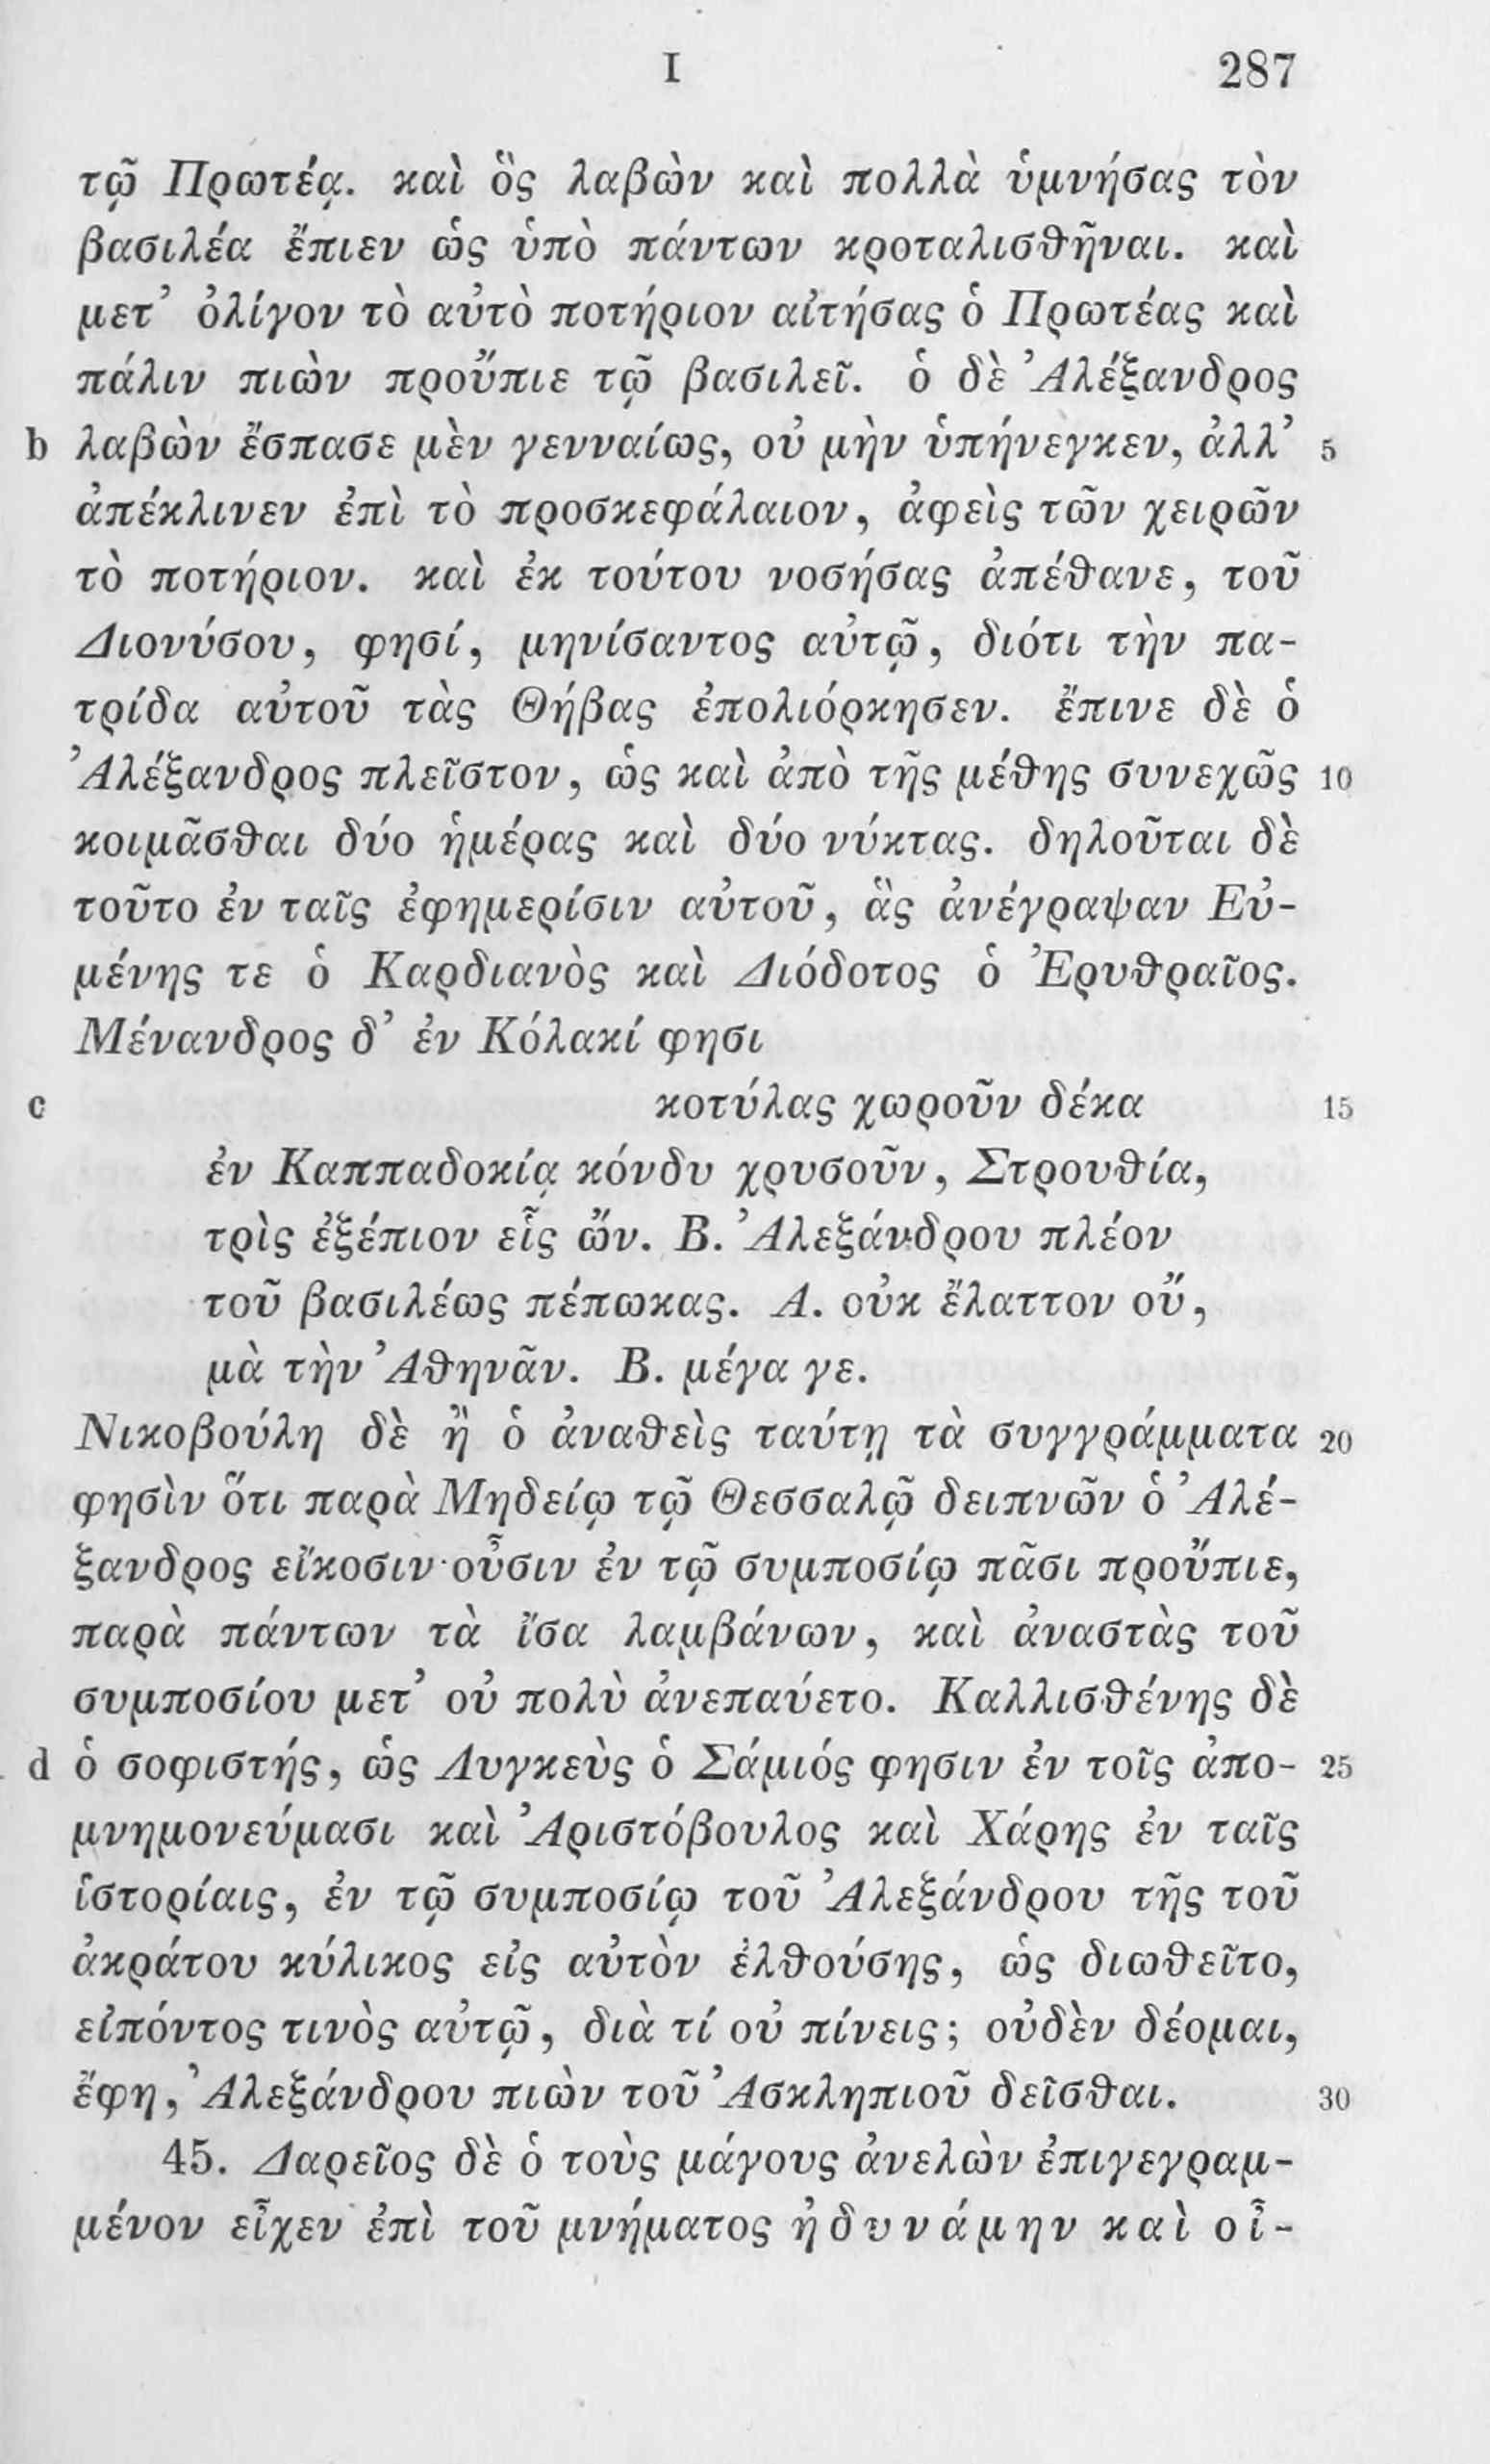 I 287
τῷ Πρωτέᾳ. καὶ ὃς λαβὼν καὶ πολλὰ ὑμνήσας τὸν
βασιλέα ἔπιεν ὡς ὑπὸ πάντων κροταλισθῆναι. καὶ
μετ᾽ ὀλίγον τὸ αὐτὸ ποτήριον αἰτήσας ὁ Πρωτέας καὶ
πάλιν πιὼν προὔπιε τῷ βασιλεῖ. ὁ δὲ Ἀλέξανδρος
b λαβὼν ἔσπασε μὲν γενναίως, οὐ μὴν ὑπήνεγκεν, ἀλλ᾽ 5
ἀπέκλινεν ἐπὶ τὸ προσκεφάλαιον, ἀφεὶς τῶν χειρῶν
τὸ ποτήριον. καὶ ἐκ τούτου νοσήσας ἀπέθανε, τοῦ
Διονύσου, φησί, μηνίσαντος αὐτῷ, διότι τὴν πα-
τρίδα αὐτοῦ τὰς Θήβας ἐπολιόρκησεν. ἔπινε δὲ ὁ
Ἀλέξανδρος πλεῖστον, ὡς καὶ ἀπὸ τῆς μέθης συνεχῶς 10
κοιμᾶσθαι δύο ἡμέρας καὶ δύο νύκτας. δηλοῦται δὲ
τοῦτο ἐν ταῖς ἐφημερίσιν αὐτοῦ, ἃς ἀνέγραψαν Εὐ-
μένης τε ὁ Καρδιανὸς καὶ Διόδοτος ὁ Ἐρυθραῖος.
Μένανδρος δ᾽ ἐν Κόλακί φησι
c κοτύλας χωροῦν δέκα 15
ἐν Καππαδοκίᾳ κόνδυ χρυσοῦν, Στρουθία,
τρὶς ἐξέπιον εἷς ὤν. Β. Ἀλεξάνδρου πλέον
τοῦ βασιλέως πέπωκας. Α. οὐκ ἔλαττον οὔ,
μὰ τὴν Ἀθηνᾶν. Β. μέγα γε.
Νικοβούλη δὲ ἢ ὁ ἀναθεὶς ταύτῃ τὰ συγγράμματα 20
φησὶν ὅτι παρὰ Μηδείῳ τῷ Θεσσαλῷ δειπνῶν ὁ Ἀλέ-
ξανδρος εἴκοσιν οὖσιν ἐν τῷ συμποσίῳ πᾶσι προὔπιε,
παρὰ πάντων τὰ ἴσα λαμβάνων, καὶ ἀναστὰς τοῦ
συμποσίου μετ᾽ οὐ πολὺ ἀνεπαύετο. Καλλισθένης δὲ
d ὁ σοφιστής, ὡς Λυγκεὺς ὁ Σάμιός φησιν ἐν τοῖς ἀπο- 25
μνημονεύμασι καὶ Ἀριστόβουλος καὶ Χάρης ἐν ταῖς
ἱστορίαις, ἐν τῷ συμποσίῳ τοῦ Ἀλεξάνδρου τῆς τοῦ
ἀκράτου κύλικος εἰς αὐτὸν ἐλθούσης, ὡς διωθεῖτο,
εἰπόντος τινὸς αὐτῷ, διὰ τί οὐ πίνεις; οὐδὲν δέομαι,
ἔφη, Ἀλεξάνδρου πιὼν τοῦ Ἀσκληπιοῦ δεῖσθαι. 30
45. Δαρεῖος δὲ ὁ τοὺς μάγους ἀνελὼν ἐπιγεγραμ-
μένον εἶχεν ἐπὶ τοῦ μνήματος ἠδυνάμην καὶ οἶ-